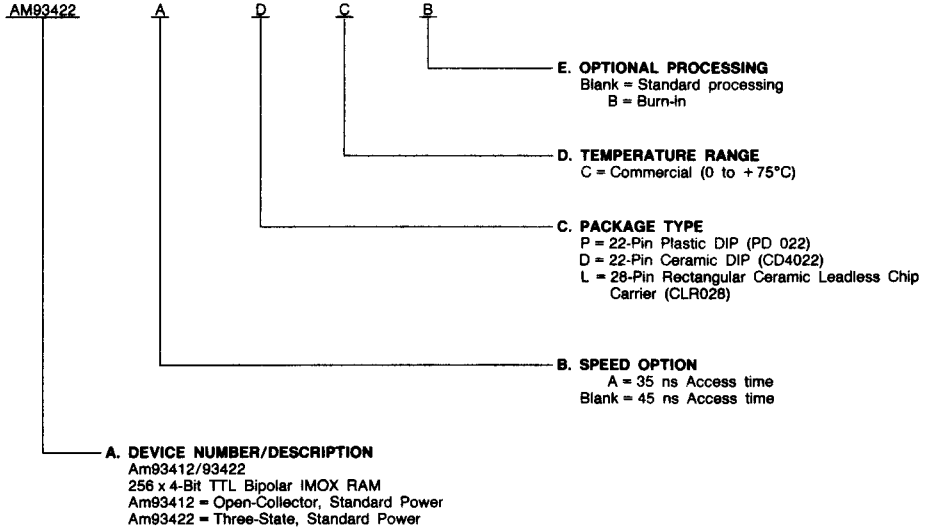 AM93422 A D C B
E. OPTIONAL PROCESSING
Blank = Standard processing
B = Burn-in
D. TEMPERATURE RANGE
C = Commercial (0 to +75°C)
C. PACKAGE TYPE
P = 22-Pin Plastic DIP (PD 022)
D = 22-Pin Ceramic DIP (CD4022)
L = 28-Pin Rectangular Ceramic Leadless Chip
Carrier (CLR028)
B. SPEED OPTION
A = 35 ns Access time
Blank = 45 ns Access time
A. DEVICE NUMBER/DESCRIPTION
Am93412/93422
256 x 4-Bit TTL Bipolar IMOX RAM
Am93412 = Open-Collector, Standard Power
Am93422 = Three-State, Standard Power